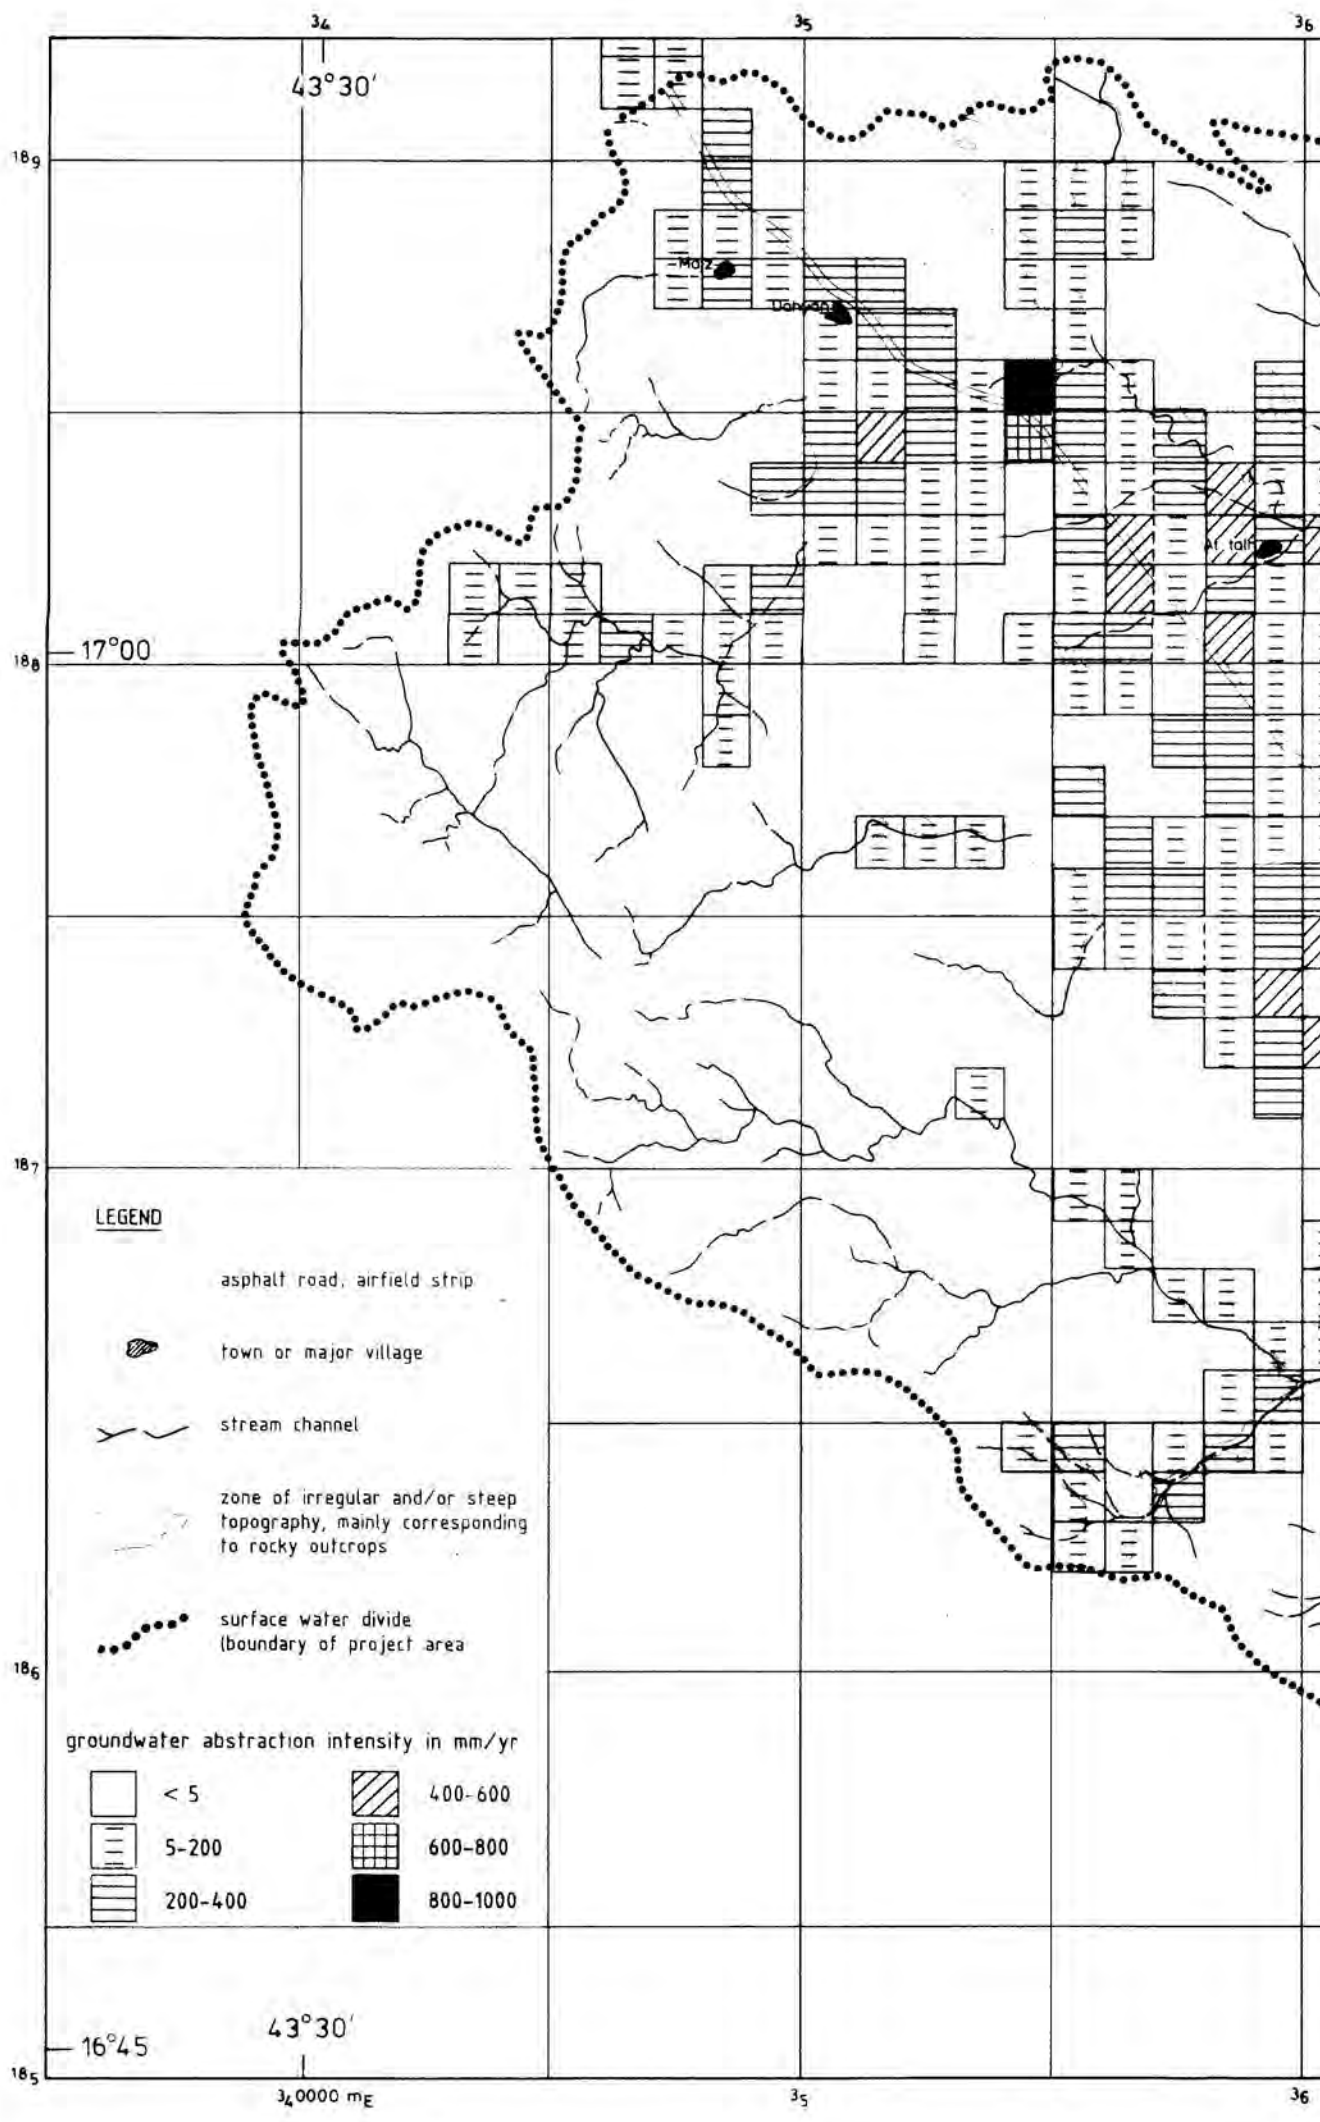 34 35 36
43°30'
189
Dahyan
At talh
188 17°00'
187
LEGEND
asphalt road, airfield strip
town or major village
stream channel
zone of irregular and/or steep
topography, mainly corresponding
to rocky outcrops
186
surface water divide
(boundary of project area
groundwater abstraction intensity in mm/yr
< 5 400-600
5-200 600-800
200-400 800-1000
43°30'
16°45
185
340000 mE 35 36